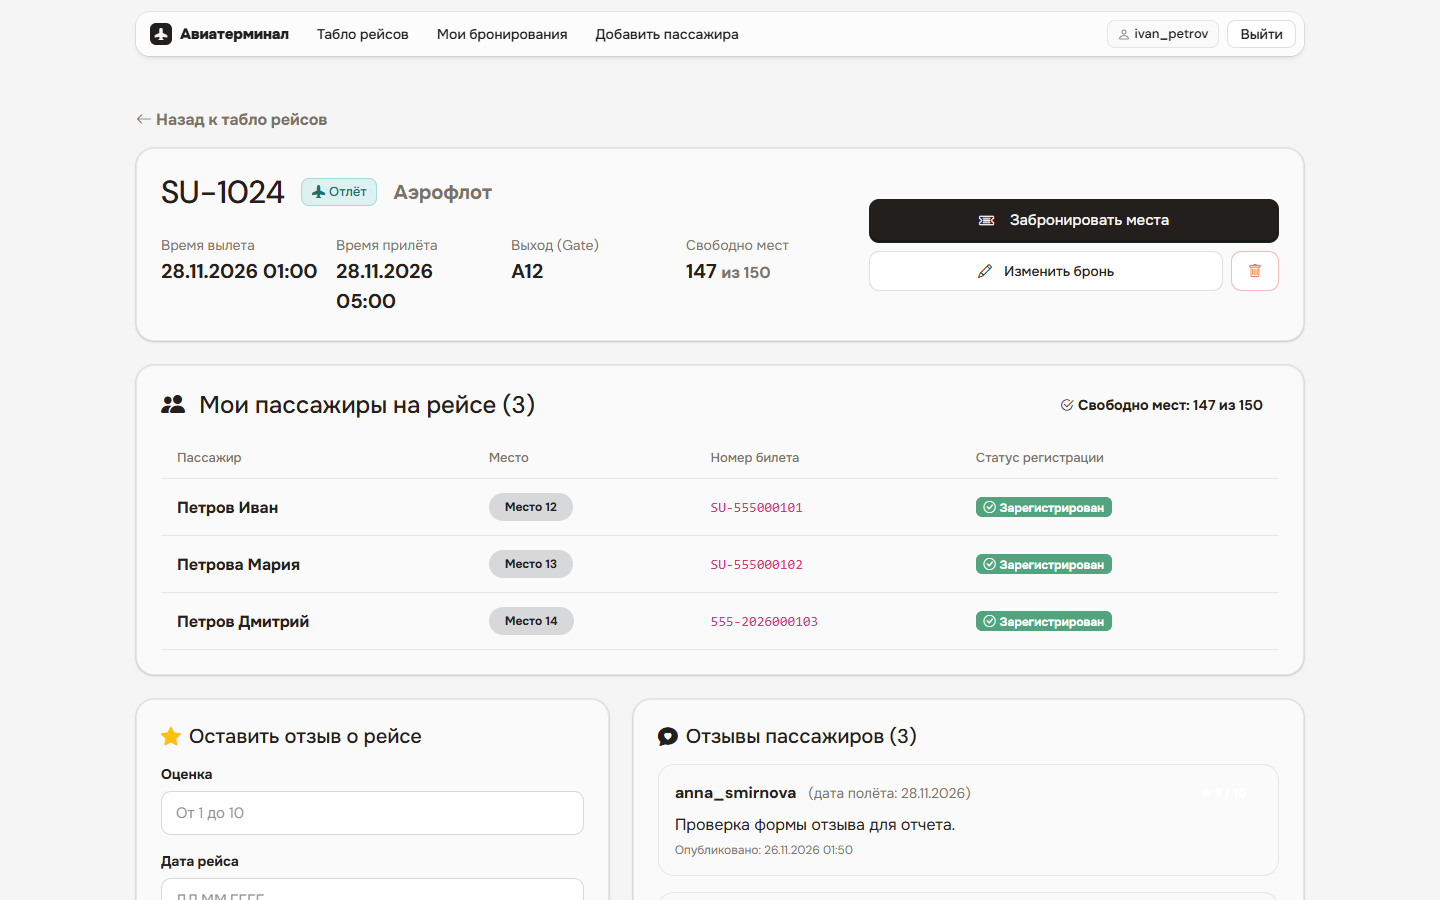 Авиатерминал Табло рейсов Мои бронирования Добавить пассажира ivan_petrov Выйти
← Назад к табло рейсов
SU-1024 Отлёт Аэрофлот
Забронировать места
Время вылета Время прилёта Выход (Gate) Свободно мест
28.11.2026 01:00 28.11.2026 05:00 A12 147 из 150
Изменить бронь
Мои пассажиры на рейсе (3) Свободно мест: 147 из 150
Пассажир Место Номер билета Статус регистрации
Петров Иван Место 12 SU-555000101 Зарегистрирован
Петрова Мария Место 13 SU-555000102 Зарегистрирован
Петров Дмитрий Место 14 555-2026000103 Зарегистрирован
Оставить отзыв о рейсе
Оценка
От 1 до 10
Дата рейса
ДД.ММ.ГГГГ
Отзывы пассажиров (3)
anna_smirnova (дата полёта: 28.11.2026)
Проверка формы отзыва для отчета.
Опубликовано: 26.11.2026 01:50